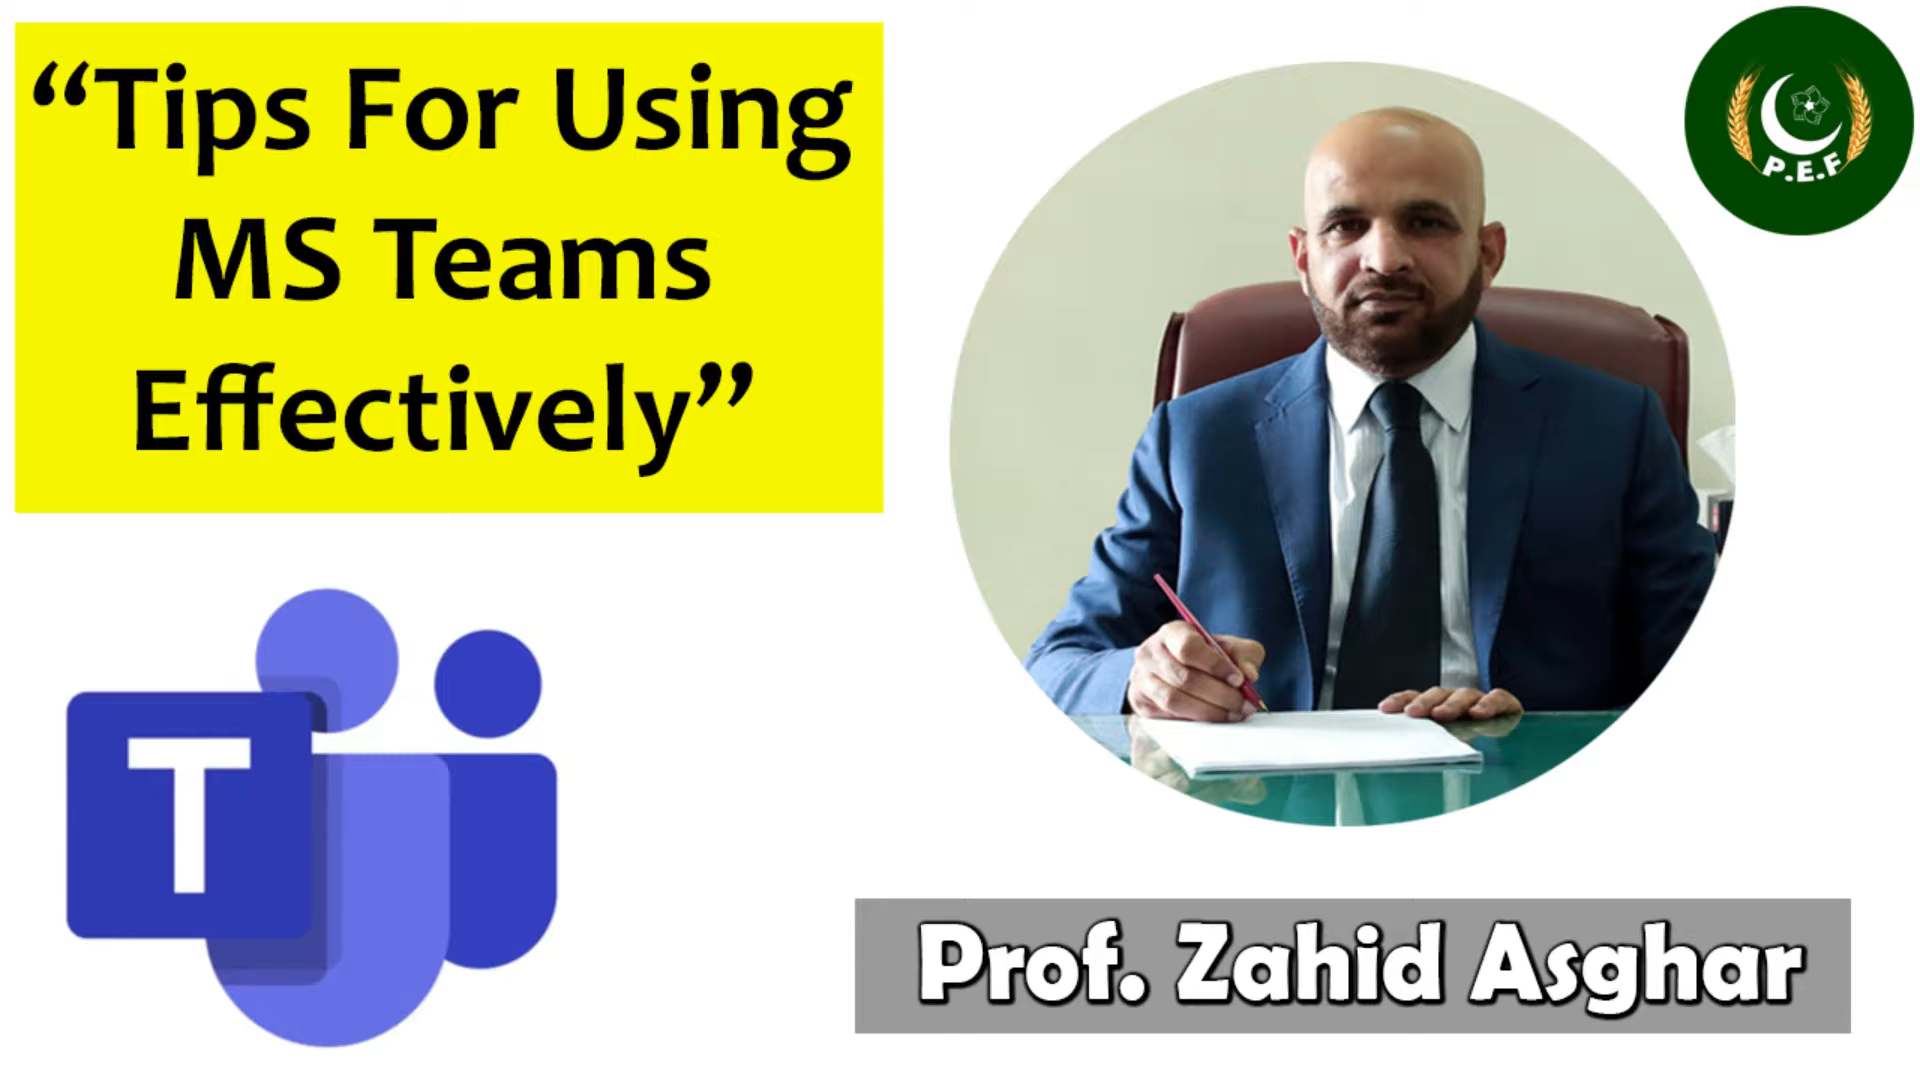 “Tips For Using
MS Teams
Effectively”
P.E.F
T
Prof. Zahid Asghar